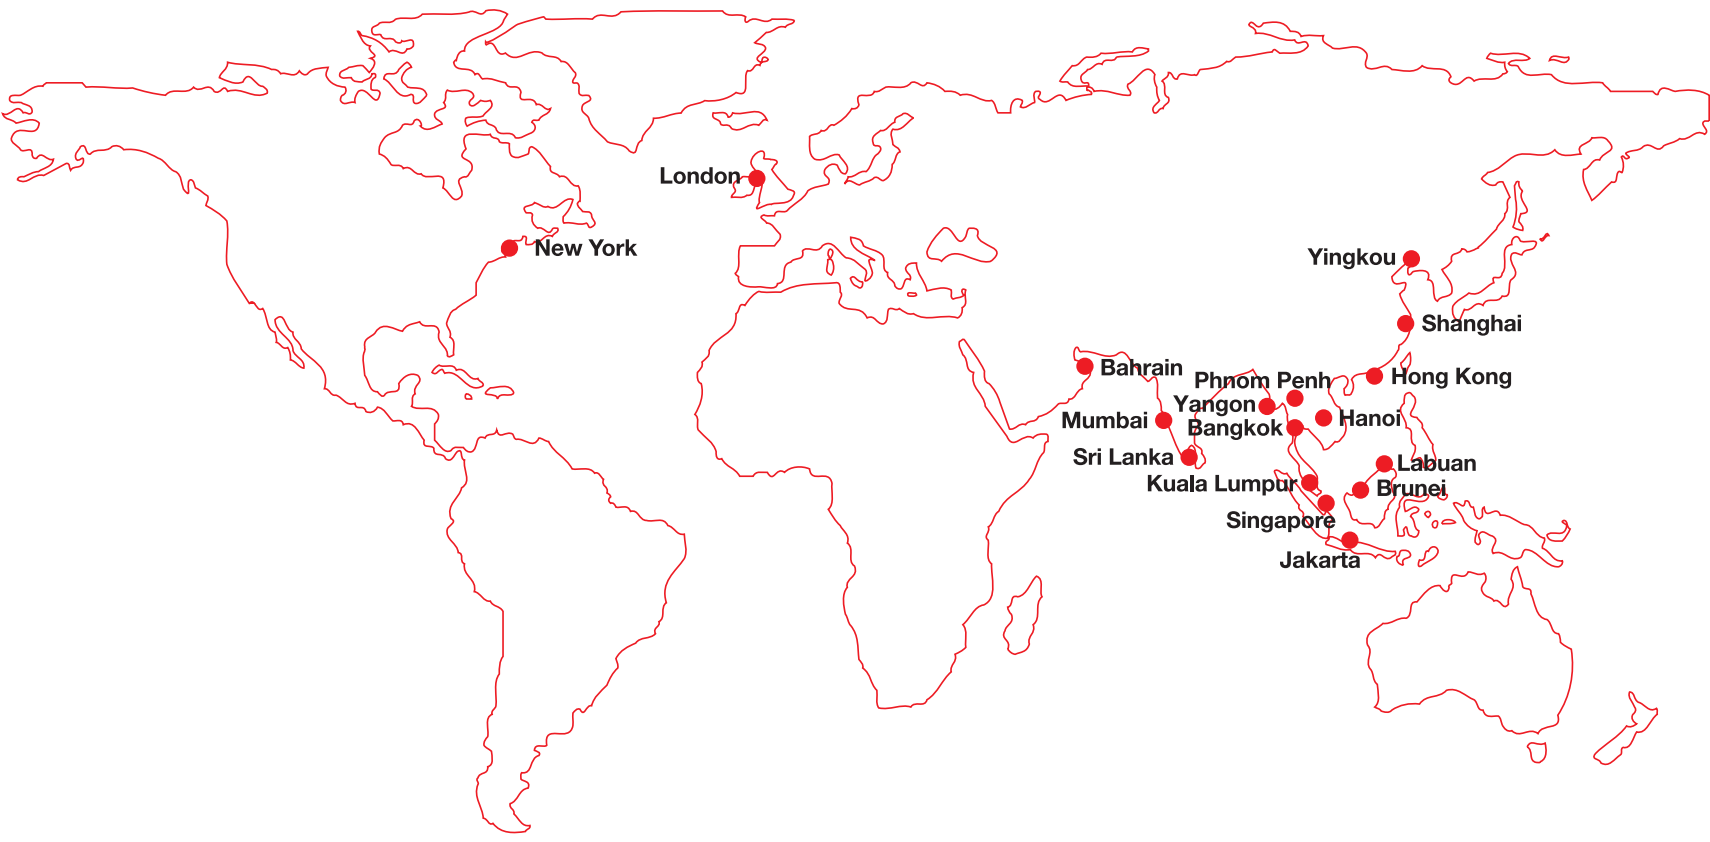 London
New York
Yingkou
Shanghai
Bahrain
Hong Kong
Phnom Penh
Yangon
Mumbai
Hanoi
Bangkok
Sri Lanka
Labuan
Kuala Lumpur
Brunei
Singapore
Jakarta